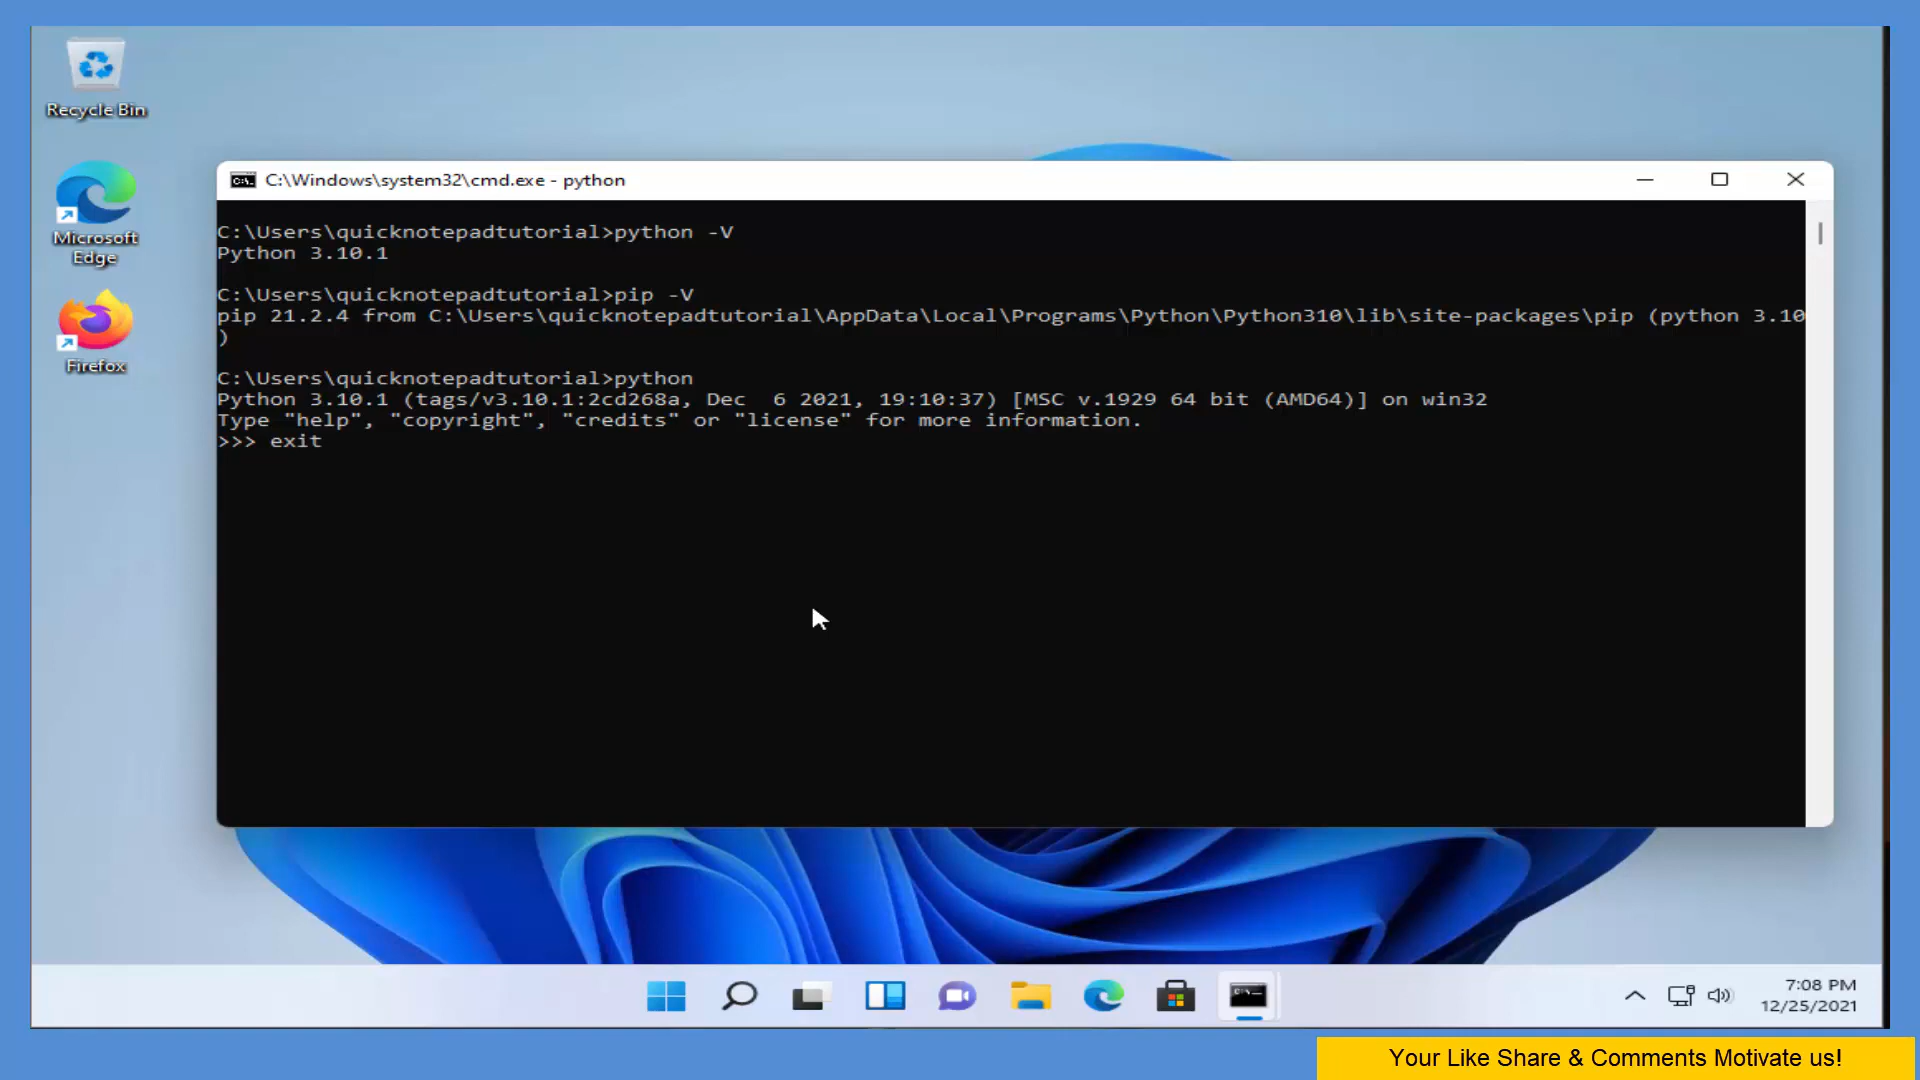 Recycle Bin
Microsoft
Edge
Firefox
C:\Windows\system32\cmd.exe - python
C:\Users\quicknotepadtutorial>python -V
Python 3.10.1
C:\Users\quicknotepadtutorial>pip -V
pip 21.2.4 from C:\Users\quicknotepadtutorial\AppData\Local\Programs\Python\Python310\lib\site-packages\pip (python 3.10
)
C:\Users\quicknotepadtutorial>python
Python 3.10.1 (tags/v3.10.1:2cd268a, Dec  6 2021, 19:10:37) [MSC v.1929 64 bit (AMD64)] on win32
Type "help", "copyright", "credits" or "license" for more information.
>>> exit
7:08 PM
12/25/2021
Your Like Share & Comments Motivate us!